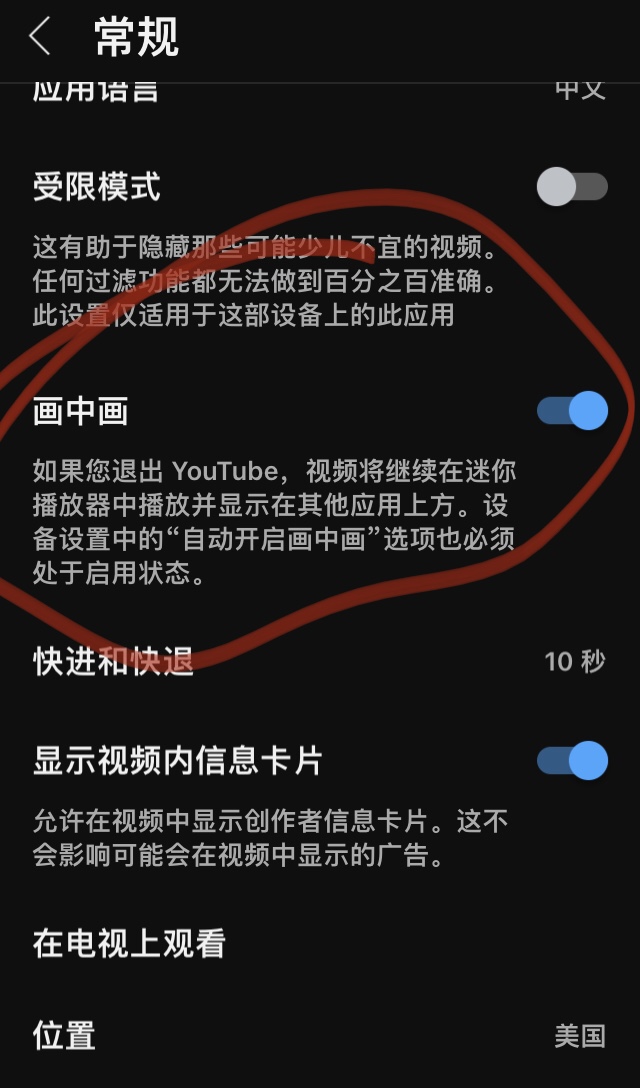 常规
应用语言
中文
受限模式
这有助于隐藏那些可能少儿不宜的视频。
任何过滤功能都无法做到百分之百准确。
此设置仅适用于这部设备上的此应用
画中画
如果您退出 YouTube，视频将继续在迷你
播放器中播放并显示在其他应用上方。设
备设置中的“自动开启画中画”选项也必须
处于启用状态。
快进和快退
10 秒
显示视频内信息卡片
允许在视频中显示创作者信息卡片。这不
会影响可能会在视频中显示的广告。
在电视上观看
位置
美国